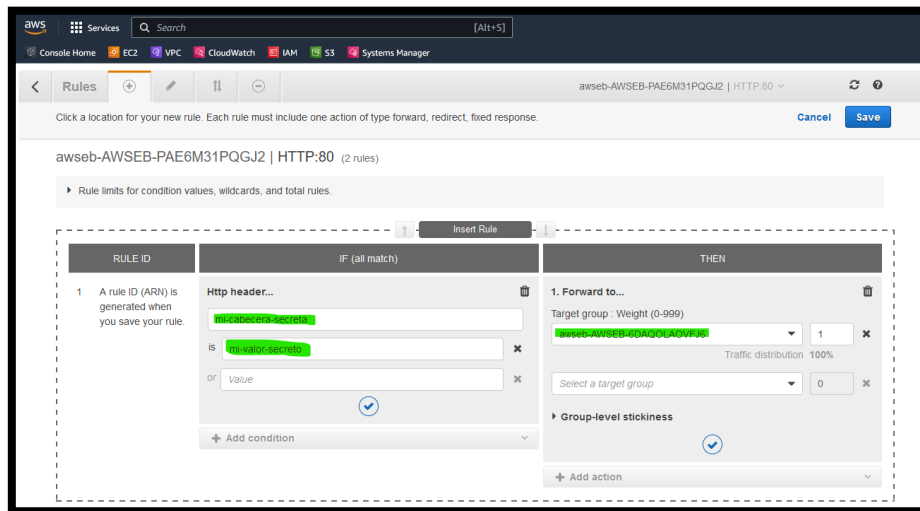 aws
Services
Search [Alt+S]
Console Home EC2 VPC CloudWatch IAM S3 Systems Manager
Rules awseb-AWSEB-PAE6M31PQGJ2 | HTTP:80
Click a location for your new rule. Each rule must include one action of type forward, redirect, fixed response. Cancel Save
awseb-AWSEB-PAE6M31PQGJ2 | HTTP:80 (2 rules)
Rule limits for condition values, wildcards, and total rules.
Insert Rule
RULE ID IF (all match) THEN
1 A rule ID (ARN) is
generated when
you save your rule.
Http header...
mi-cabecera-secreta
is mi-valor-secreto
or Value
+ Add condition
1. Forward to...
Target group : Weight (0-999)
awseb-AWSEB-6DAQOLAOVFJ6 1
Traffic distribution 100%
Select a target group 0
Group-level stickiness
+ Add action